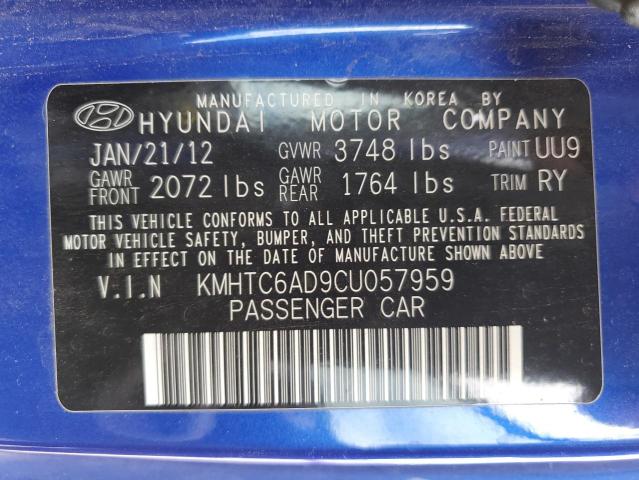 MANUFACTURED IN KOREA BY
HYUNDAI MOTOR COMPANY
JAN/21/12 GVWR 3748 lbs PAINT UU9
GAWR FRONT 2072 lbs GAWR REAR 1764 lbs TRIM RY
THIS VEHICLE CONFORMS TO ALL APPLICABLE U.S.A. FEDERAL
MOTOR VEHICLE SAFETY, BUMPER, AND THEFT PREVENTION STANDARDS
IN EFFECT ON THE DATE OF MANUFACTURE SHOWN ABOVE.
V.I.N KMHTC6AD9CU057959
PASSENGER CAR